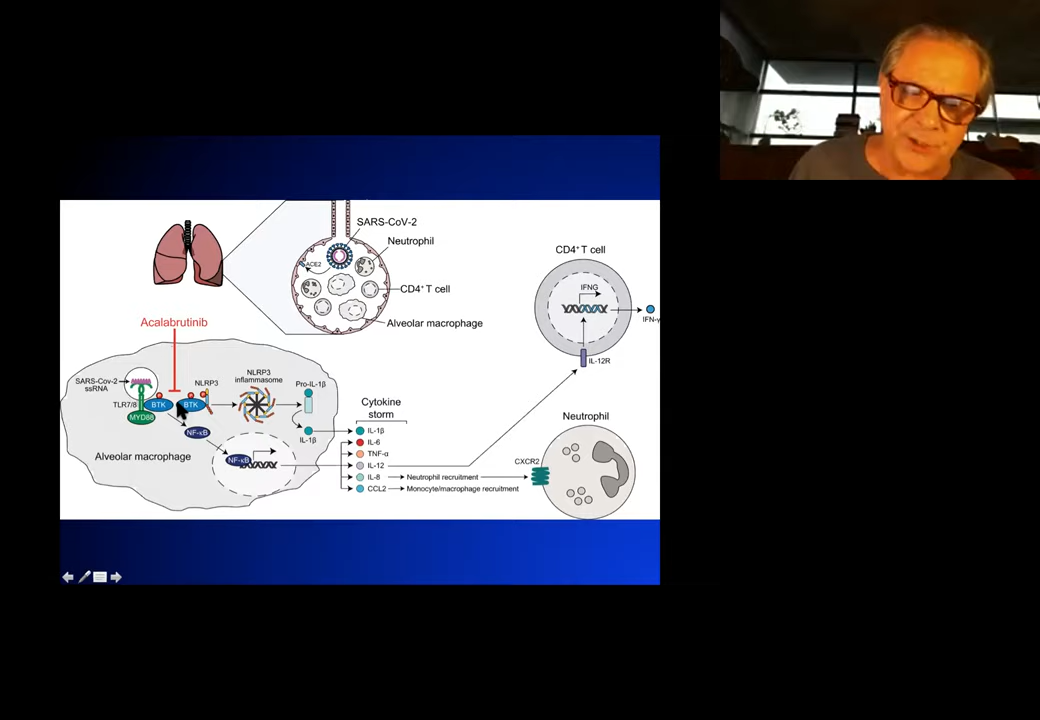 SARS-CoV-2
Neutrophil
ACE2
CD4+ T cell
Alveolar macrophage
CD4+ T cell
IFNG
IFN-γ
IL-12R
Acalabrutinib
SARS-Cov-2
ssRNA
TLR7/8
BTK
BTK
MYD88
NLRP3
NLRP3
inflammasome
Pro-IL-1β
IL-1β
NF-κB
NF-κB
Alveolar macrophage
Cytokine
storm
IL-1β
IL-6
TNF-α
IL-12
IL-8
Neutrophil recruitment
CCL2
Monocyte/macrophage recruitment
Neutrophil
CXCR2